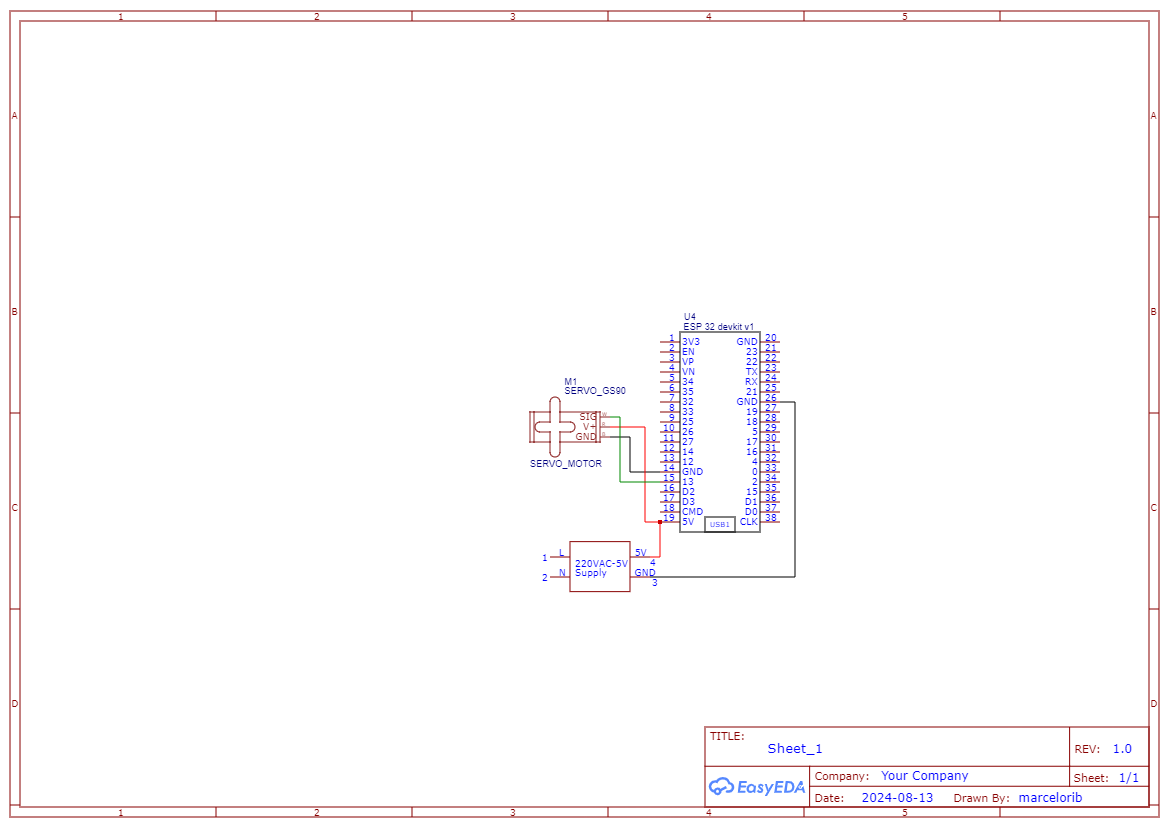 1 2 3 4 5
A A
B B
C C
D D
U4
ESP 32 devkit v1
1 3V3 GND 20
2 EN 23 21
3 VP 22 22
4 VN TX 23
5 34 RX 24
6 35 21 25
7 32 GND 26
8 33 19 27
9 25 18 28
10 26 5 29
11 27 17 30
12 14 16 31
13 12 4 32
14 GND 0 33
15 13 2 34
16 D2 15 35
17 D3 D1 36
18 CMD D0 37
19 5V USB1 CLK 38
M1
SERVO_GS90
SIG
V+
GND
SERVO_MOTOR
1 L 5V 4
220VAC-5V
Supply
2 N GND 3
TITLE:
Sheet_1
REV: 1.0
EasyEDA
Company: Your Company
Sheet: 1/1
Date: 2024-08-13 Drawn By: marcelorib
1 2 3 4 5